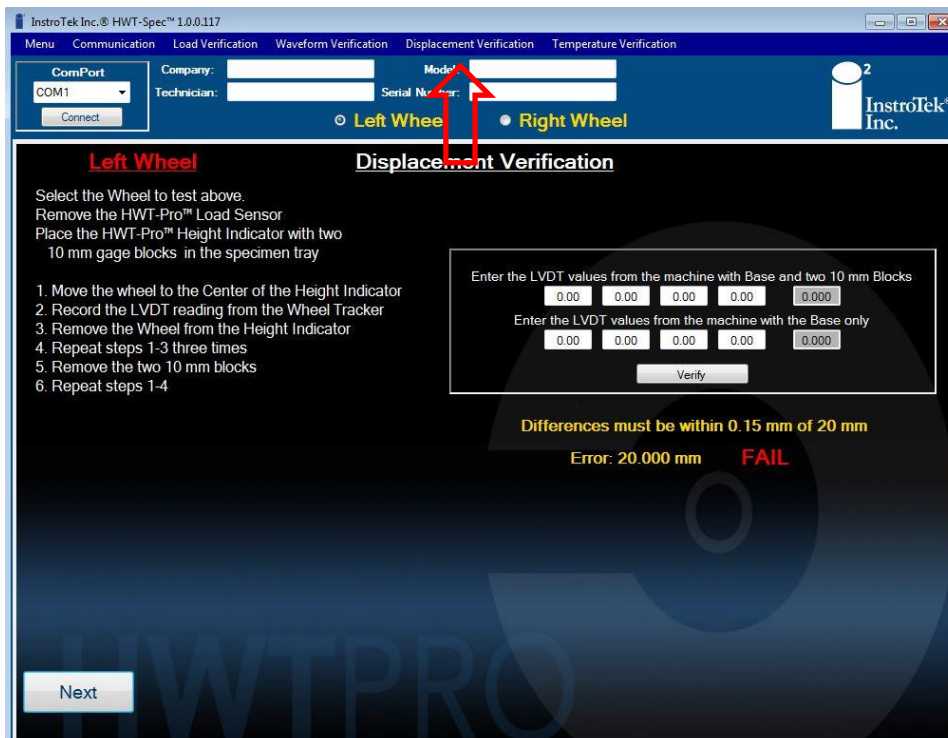 InstroTek Inc.® HWT-Spec™ 1.0.0.117
Menu Communication Load Verification Waveform Verification Displacement Verification Temperature Verification
ComPort
COM1
Connect
Company:
Technician:
Model:
Serial Number:
Left Wheel
Right Wheel
i2
InstroTek®
Inc.
Left Wheel
Displacement Verification
Select the Wheel to test above.
Remove the HWT-Pro™ Load Sensor
Place the HWT-Pro™ Height Indicator with two
10 mm gage blocks in the specimen tray
1. Move the wheel to the Center of the Height Indicator
2. Record the LVDT reading from the Wheel Tracker
3. Remove the Wheel from the Height Indicator
4. Repeat steps 1-3 three times
5. Remove the two 10 mm blocks
6. Repeat steps 1-4
Enter the LVDT values from the machine with Base and two 10 mm Blocks
0.00 0.00 0.00 0.00 0.000
Enter the LVDT values from the machine with the Base only
0.00 0.00 0.00 0.00 0.000
Verify
Differences must be within 0.15 mm of 20 mm
Error: 20.000 mm FAIL
Next
HWTPRO